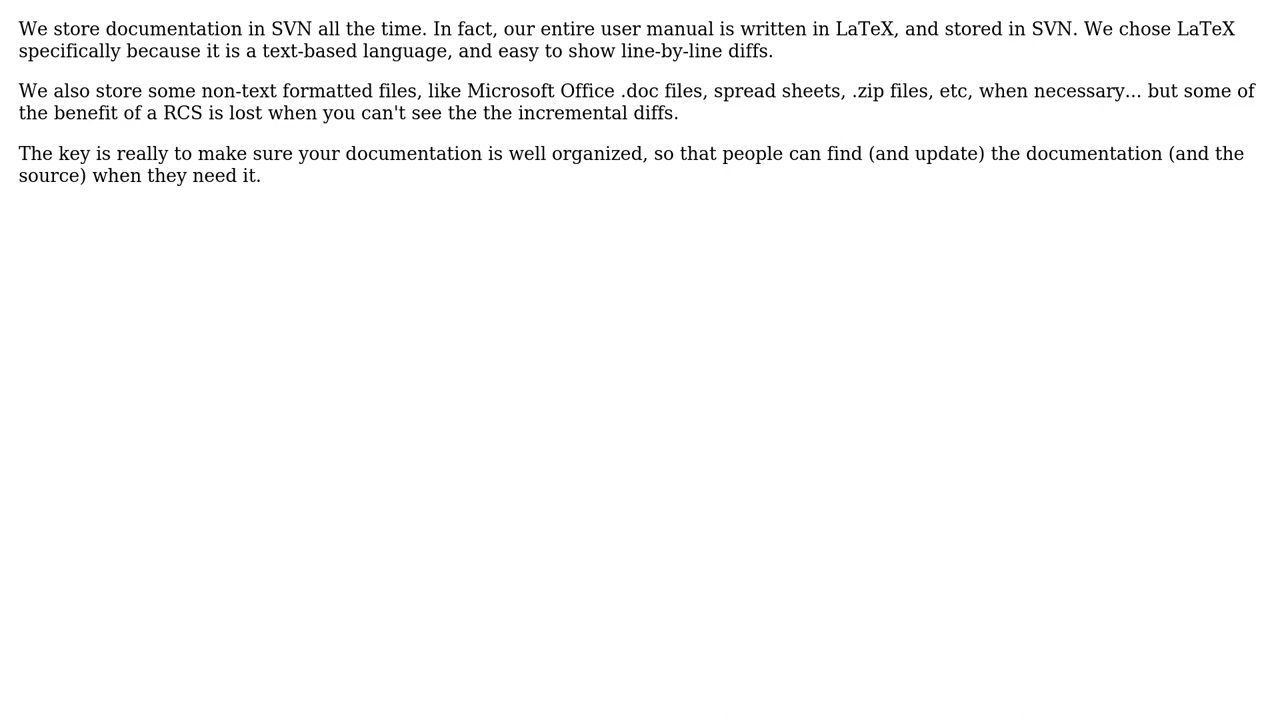 We store documentation in SVN all the time. In fact, our entire user manual is written in LaTeX, and stored in SVN. We chose LaTeX
specifically because it is a text-based language, and easy to show line-by-line diffs.
We also store some non-text formatted files, like Microsoft Office .doc files, spread sheets, .zip files, etc, when necessary... but some of
the benefit of a RCS is lost when you can't see the the incremental diffs.
The key is really to make sure your documentation is well organized, so that people can find (and update) the documentation (and the
source) when they need it.